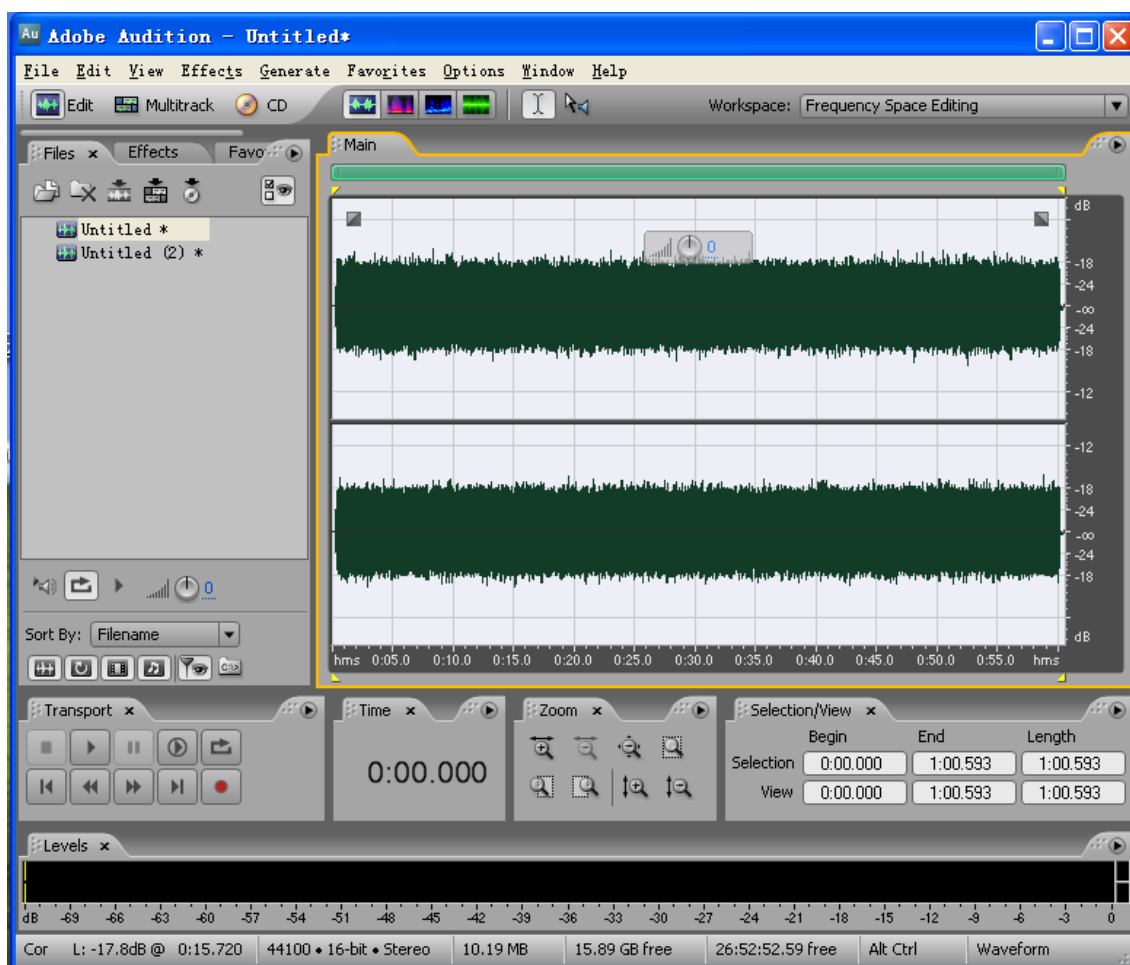 Au Adobe Audition - Untitled*
File Edit View Effects Generate Favorites Options Window Help
Edit Multitrack CD Workspace: Frequency Space Editing
Files Effects Favo Main
dB
Untitled *
Untitled (2) *
0
-18
-24
-∞
-24
-18
-12
-12
-18
-24
-∞
-24
-18
0
Sort By: Filename
dB
hms 0:05.0 0:10.0 0:15.0 0:20.0 0:25.0 0:30.0 0:35.0 0:40.0 0:45.0 0:50.0 0:55.0 hms
Transport Time Zoom Selection/View
Begin End Length
Selection 0:00.000 1:00.593 1:00.593
View 0:00.000 1:00.593 1:00.593
0:00.000
Levels
dB -69 -66 -63 -60 -57 -54 -51 -48 -45 -42 -39 -36 -33 -30 -27 -24 -21 -18 -15 -12 -9 -6 -3 0
Cor L: -17.8dB @ 0:15.720 44100 • 16-bit • Stereo 10.19 MB 15.89 GB free 26:52:52.59 free Alt Ctrl Waveform